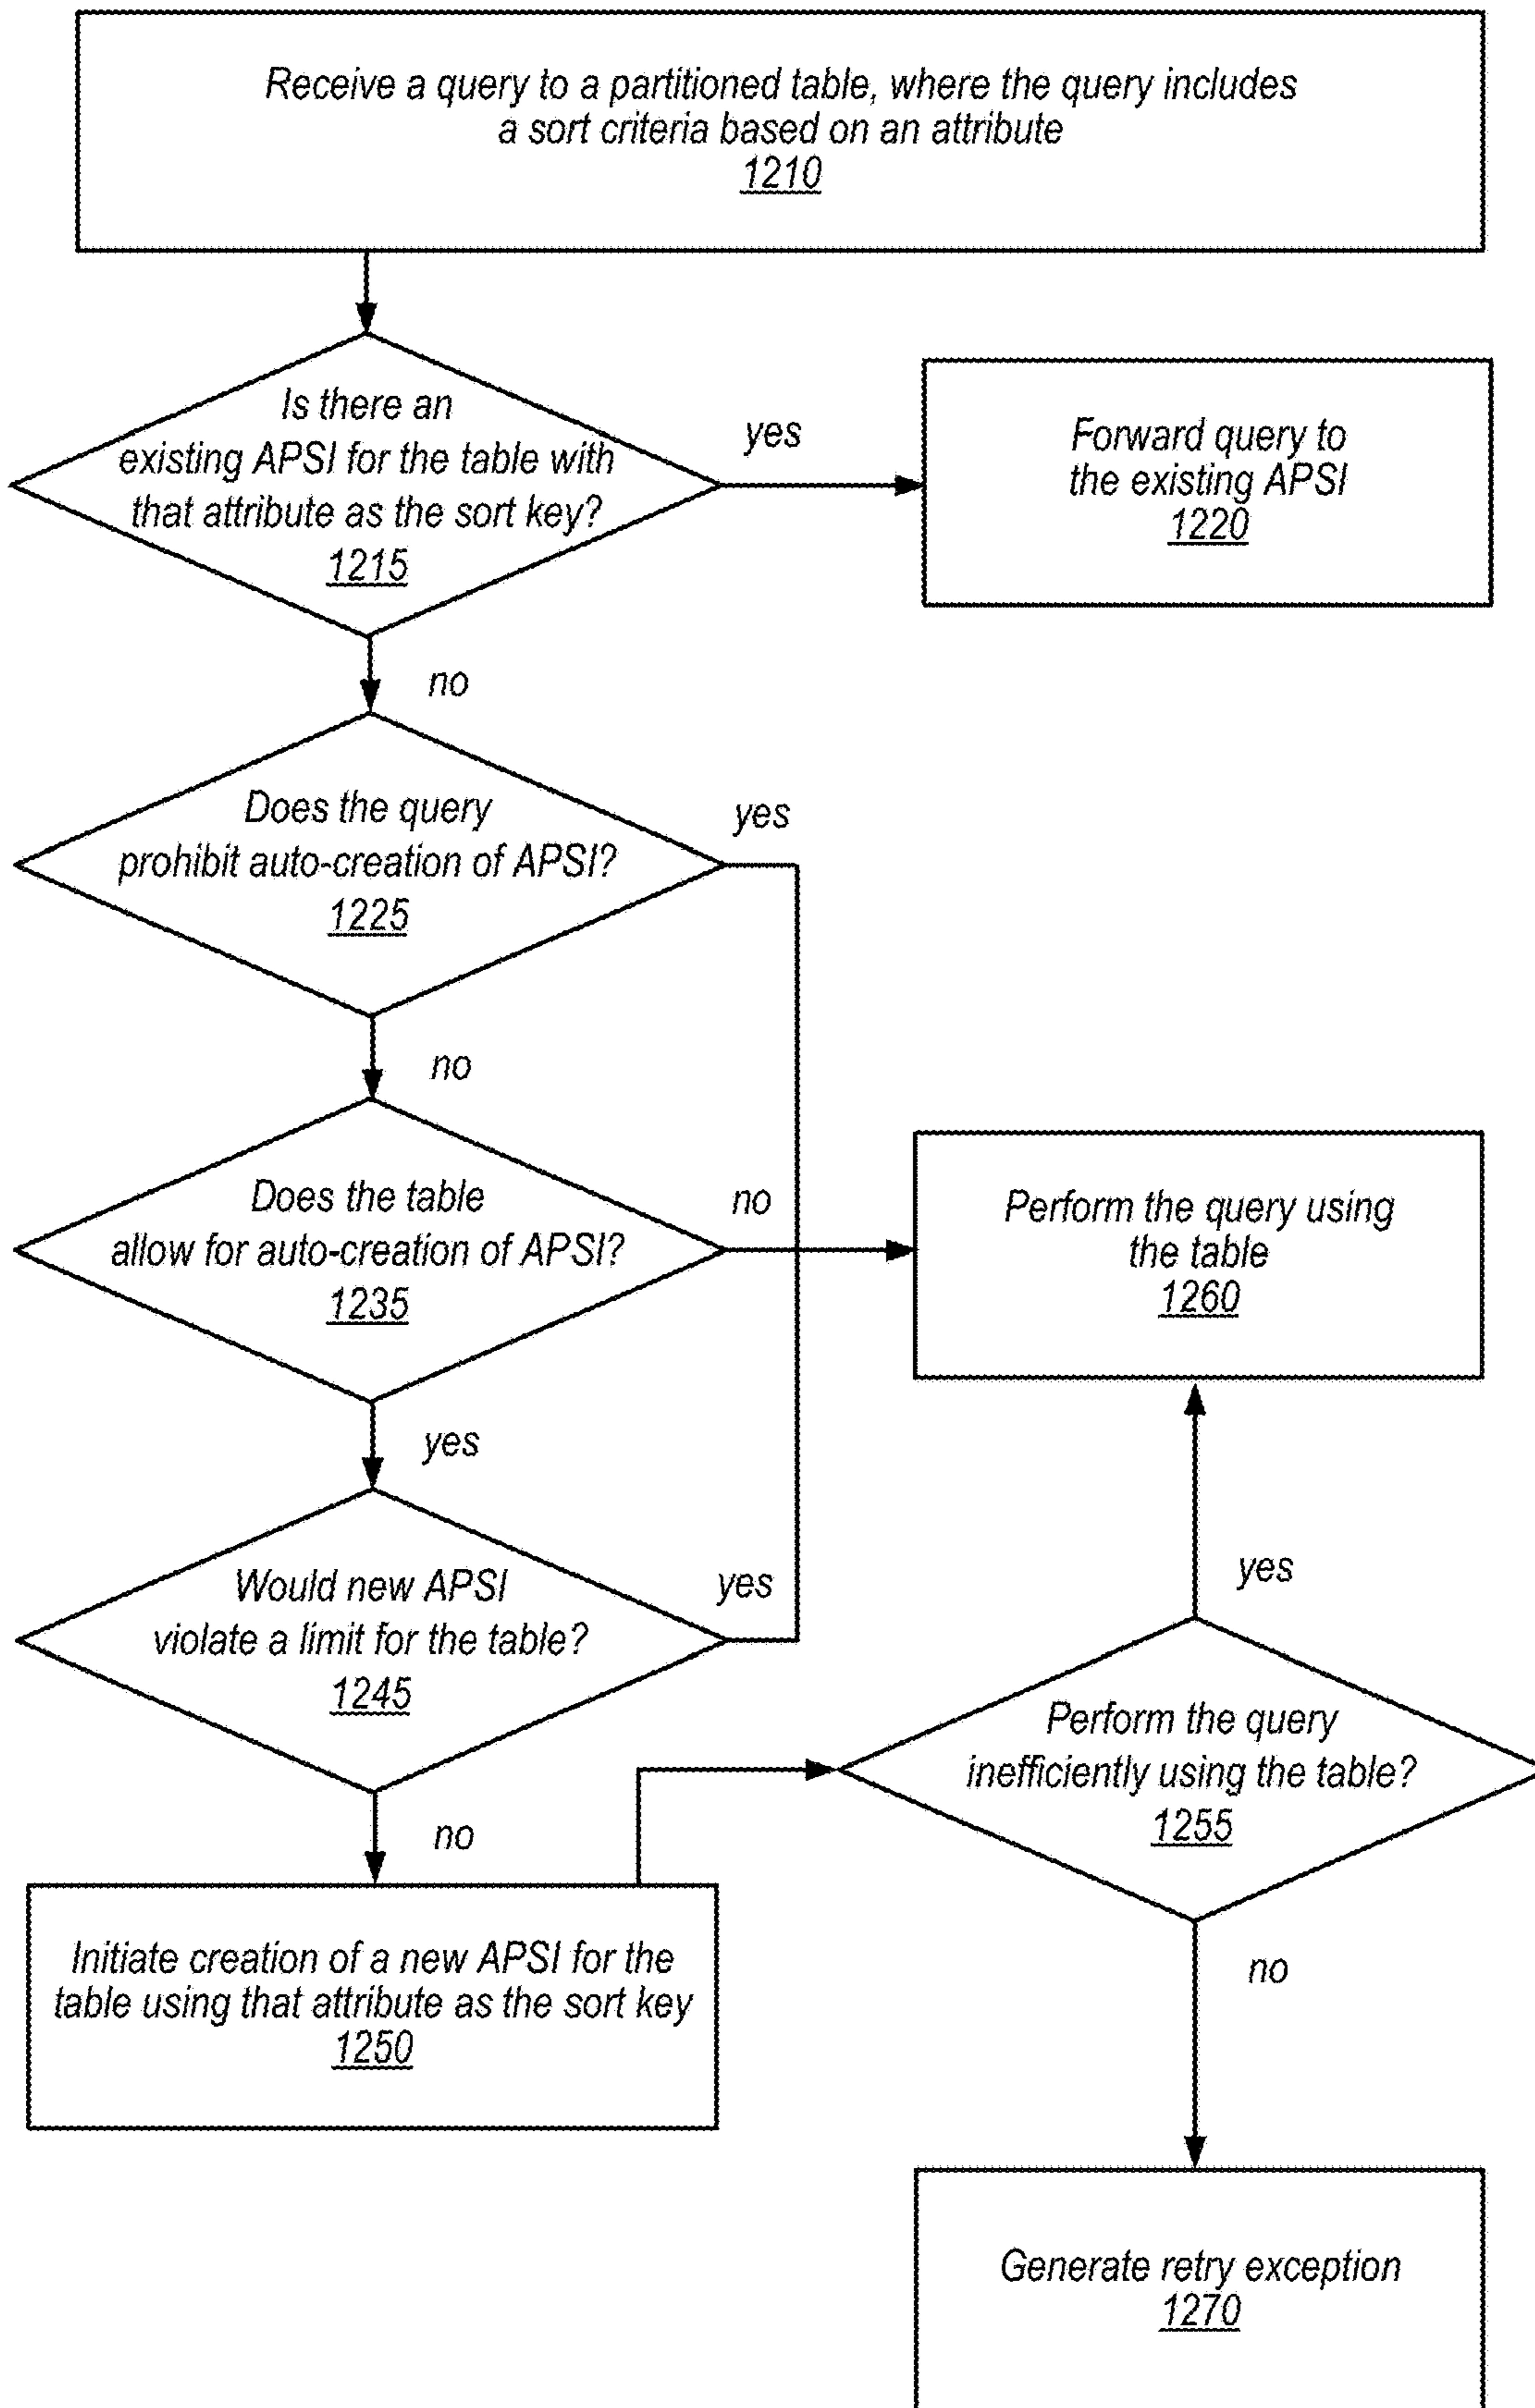 Receive a query to a partitioned table, where the query includes
a sort criteria based on an attribute
1210
Is there an
existing APSI for the table with
that attribute as the sort key?
1215
yes
Forward query to
the existing APSI
1220
no
Does the query
prohibit auto-creation of APSI?
1225
yes
no
Does the table
allow for auto-creation of APSI?
1235
no
Perform the query using
the table
1260
yes
Would new APSI
violate a limit for the table?
1245
yes
yes
Perform the query
inefficiently using the table?
1255
no
Initiate creation of a new APSI for the
table using that attribute as the sort key
1250
no
Generate retry exception
1270